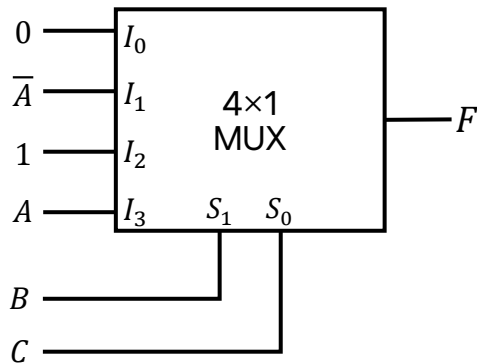 0 I₀
A̅ I₁
4×1
MUX
F
1 I₂
A I₃
S₁ S₀
B
C